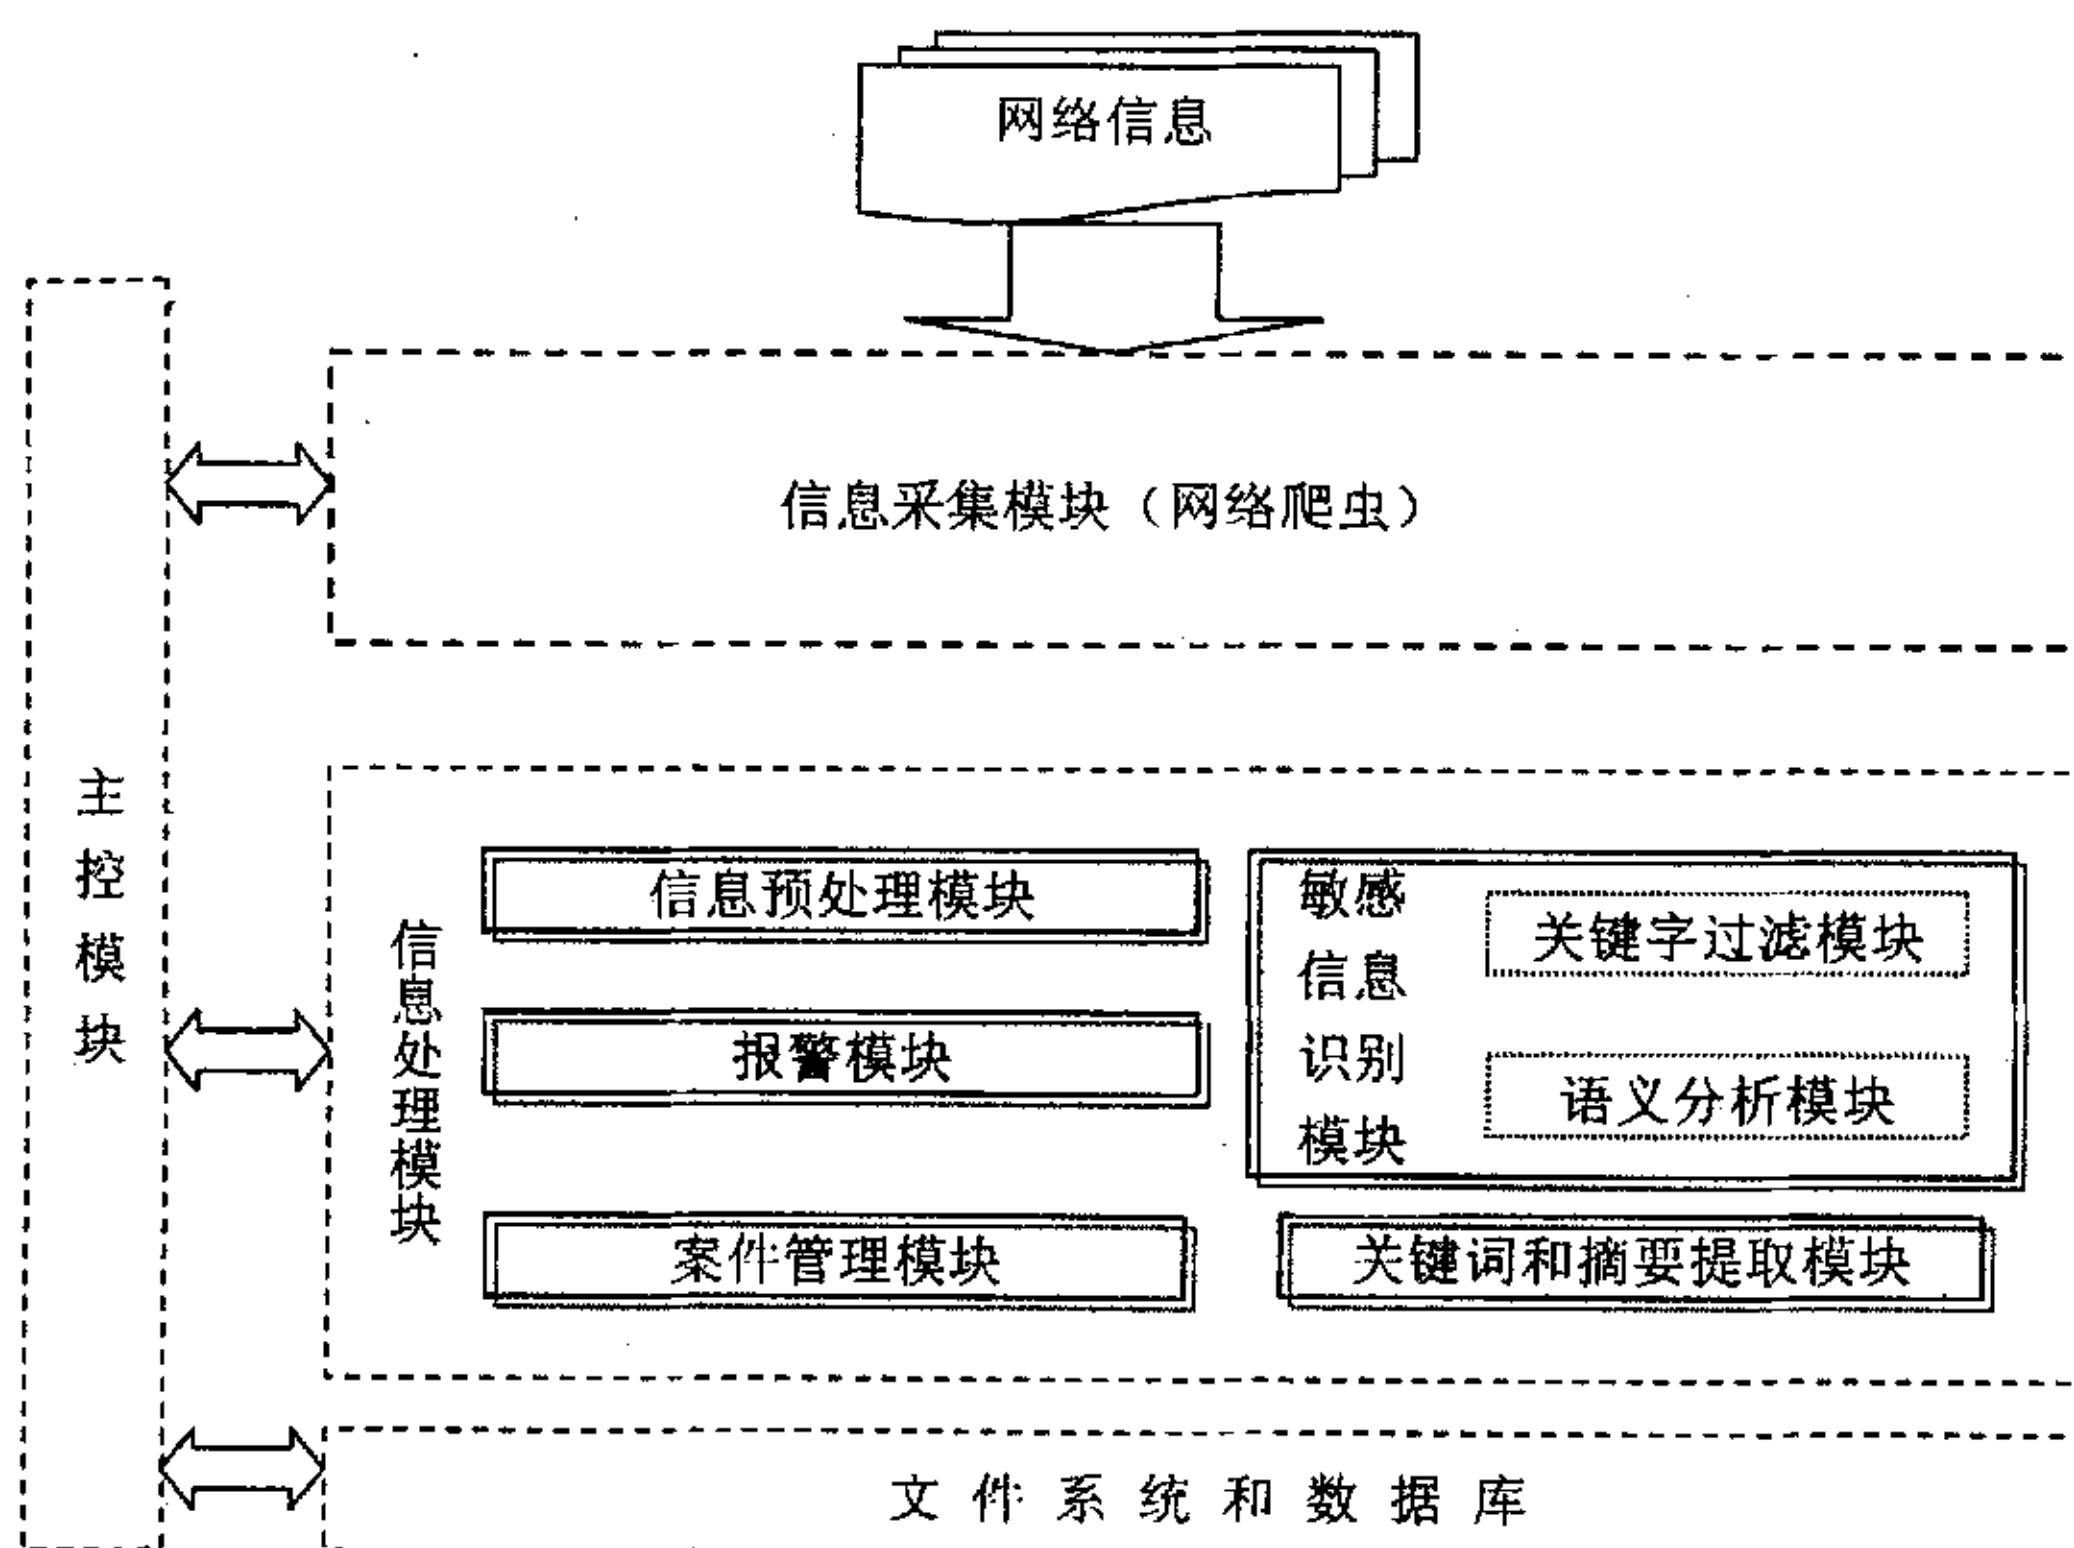 网络信息
信息采集模块（网络爬虫）
主控模块
信息处理模块
信息预处理模块
报警模块
案件管理模块
敏感
信息
识别
模块
关键字过滤模块
语义分析模块
关键词和摘要提取模块
文件系统和数据库